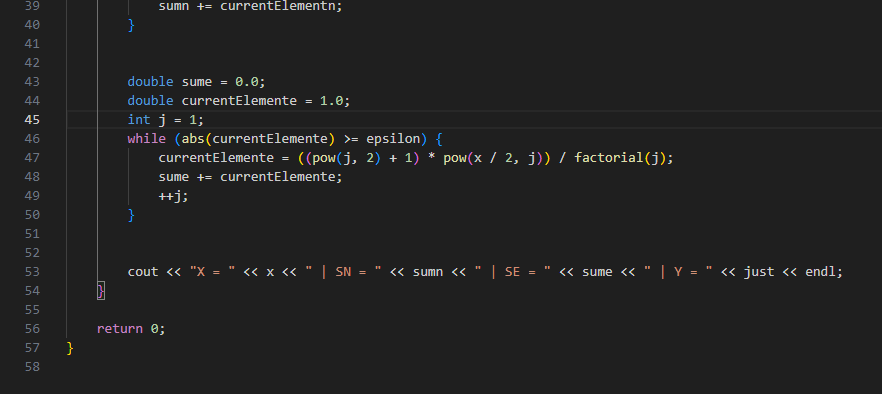 39 sumn += currentElementn;
40 }
41
42
43 double sume = 0.0;
44 double currentElemente = 1.0;
45 int j = 1;
46 while (abs(currentElemente) >= epsilon) {
47 currentElemente = ((pow(j, 2) + 1) * pow(x / 2, j)) / factorial(j);
48 sume += currentElemente;
49 ++j;
50 }
51
52
53 cout << "X = " << x << " | SN = " << sumn << " | SE = " << sume << " | Y = " << just << endl;
54 }
55
56 return 0;
57 }
58